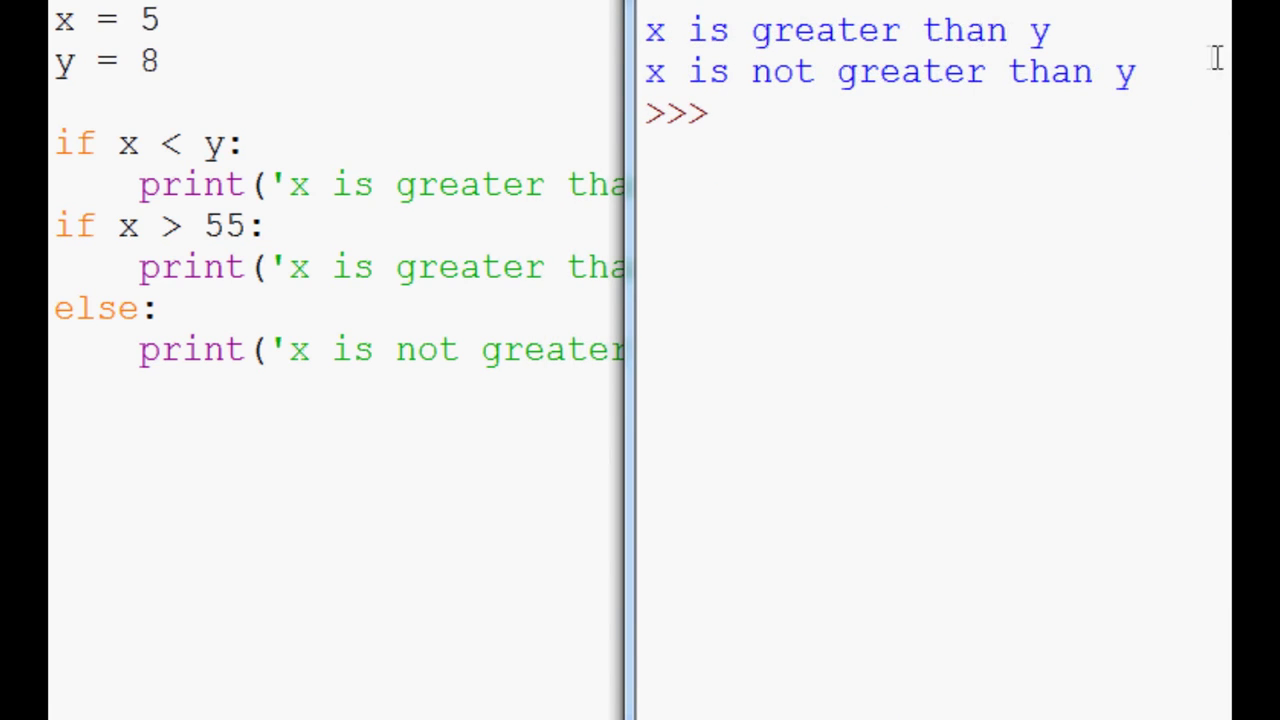 x = 5
y = 8
if x < y:
    print('x is greater tha
if x > 55:
    print('x is greater tha
else:
    print('x is not greater
x is greater than y
x is not greater than y
>>>